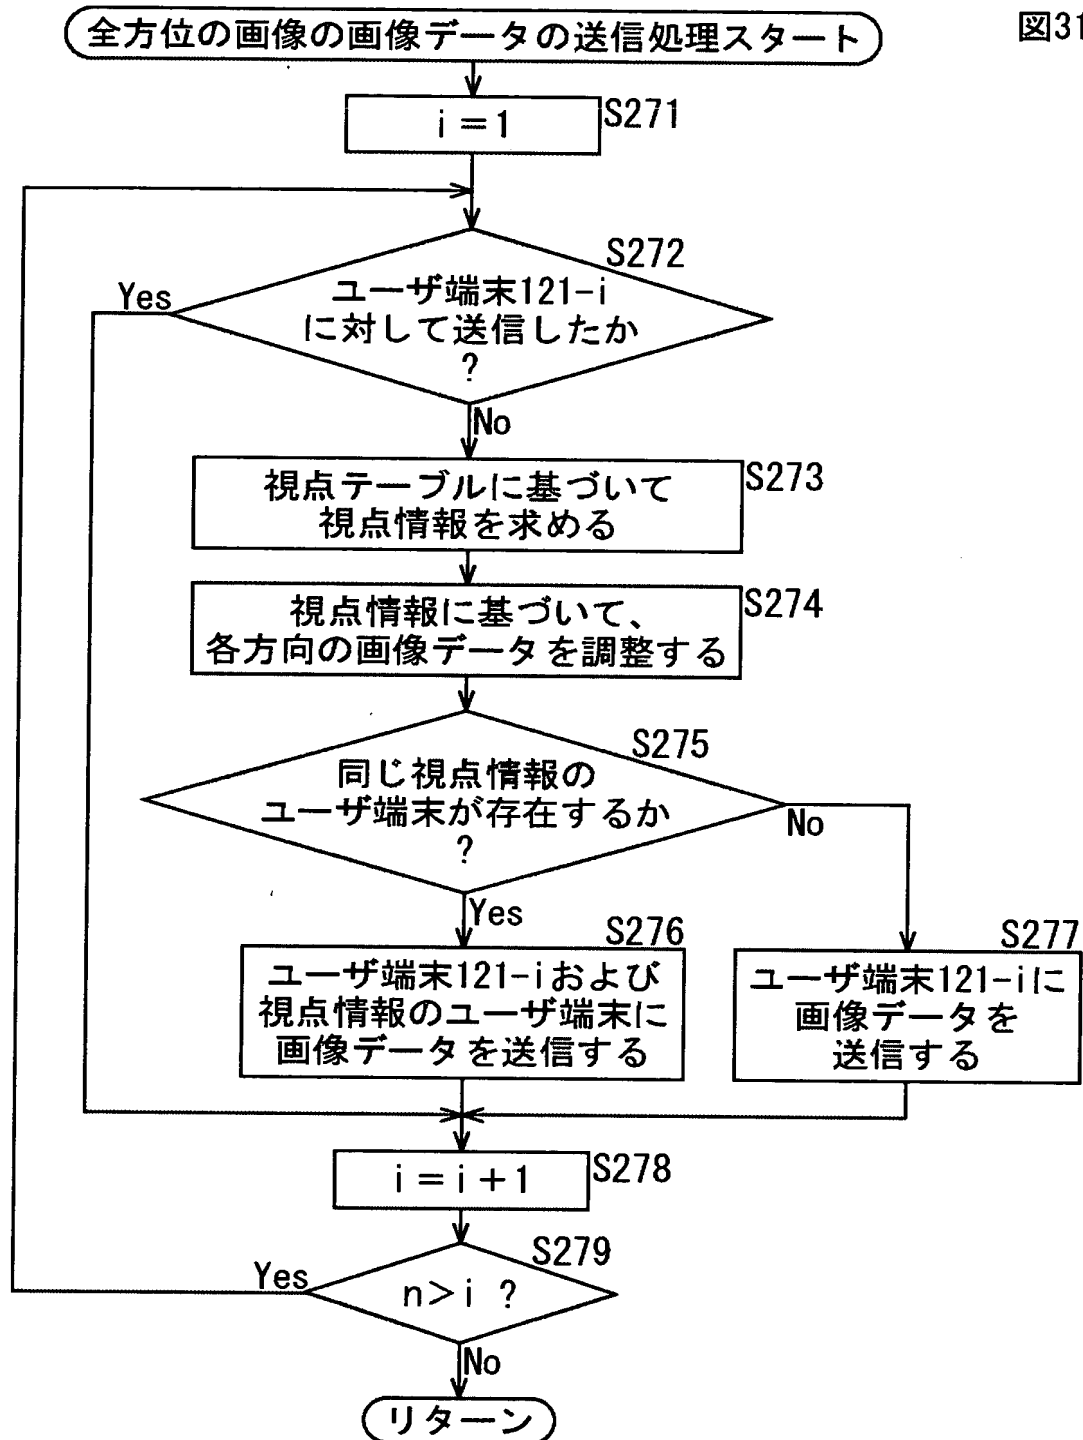 全方位の画像の画像データの送信処理スタート
図31
i=1
S271
S272
Yes
ユーザ端末121-i
に対して送信したか
?
No
視点テーブルに基づいて
視点情報を求める
S273
視点情報に基づいて、
各方向の画像データを調整する
S274
S275
同じ視点情報の
ユーザ端末が存在するか
?
No
Yes
S276
ユーザ端末121-iおよび
視点情報のユーザ端末に
画像データを送信する
S277
ユーザ端末121-iに
画像データを
送信する
i=i+1
S278
S279
Yes
n>i ?
No
リターン